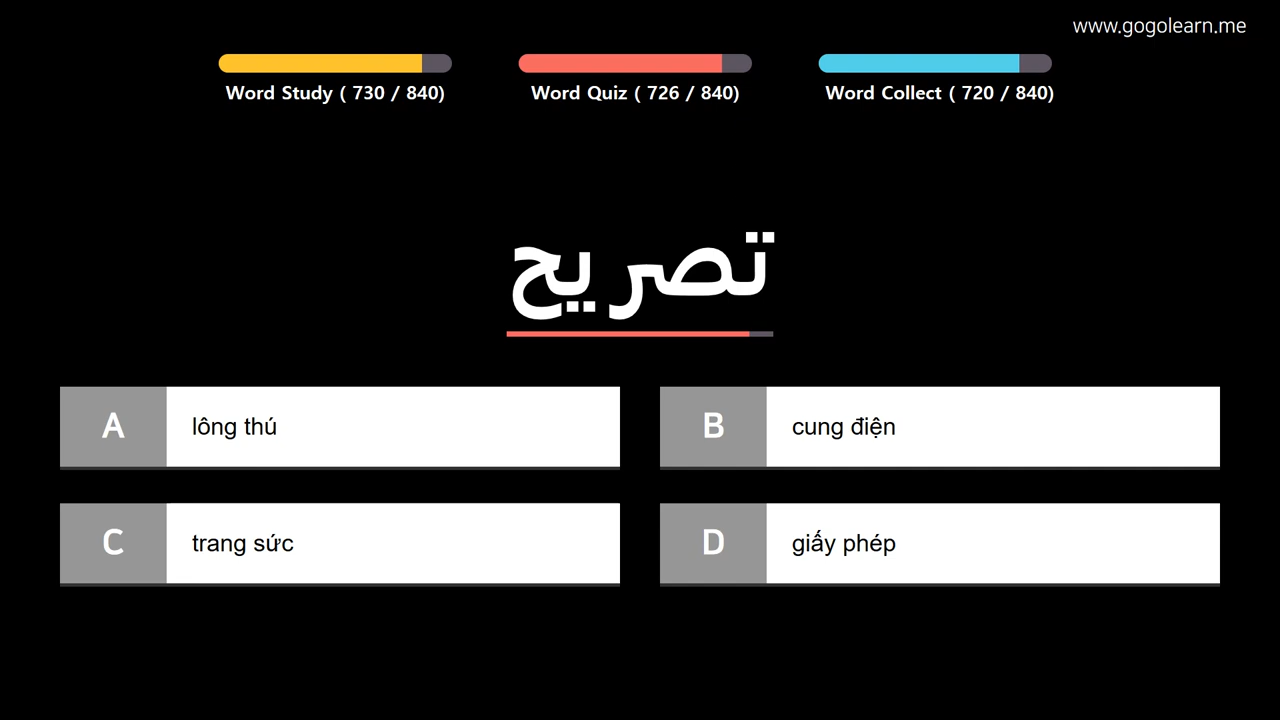 www.gogolearn.me
Word Study ( 730 / 840)
Word Quiz ( 726 / 840)
Word Collect ( 720 / 840)
تصريح
A lông thú
B cung điện
C trang sức
D giấy phép